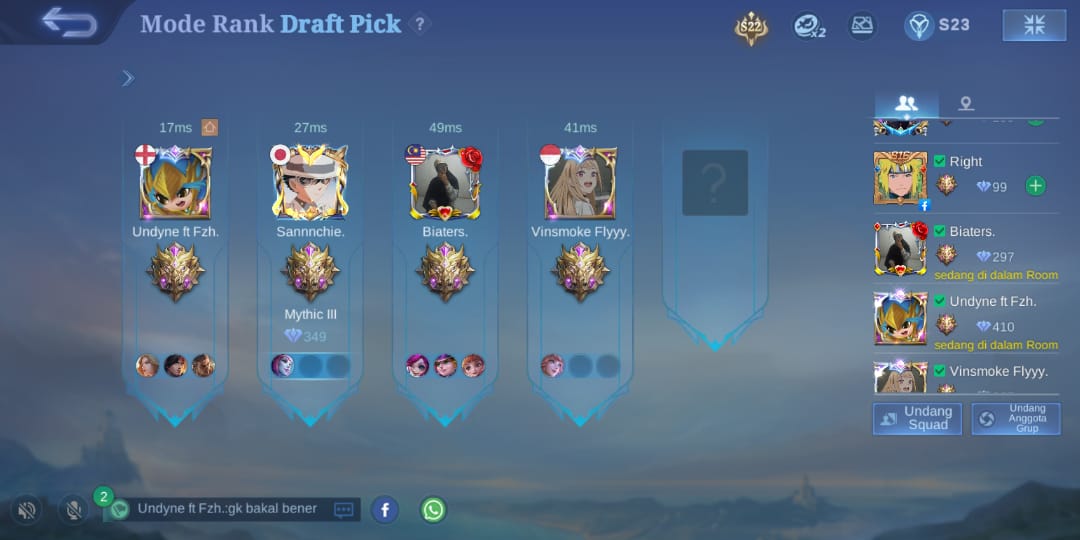 Mode Rank Draft Pick ?
S22
x2
S23
17ms
27ms
49ms
41ms
?
Undyne ft Fzh.
Sannnchie.
Biaters.
Vinsmoke Flyyy.
Mythic III
349
Right
99
Biaters.
297
sedang di dalam Room
Undyne ft Fzh.
410
sedang di dalam Room
Vinsmoke Flyyy.
Undang
Squad
Undang
Anggota
Grup
2
Undyne ft Fzh.:gk bakal bener